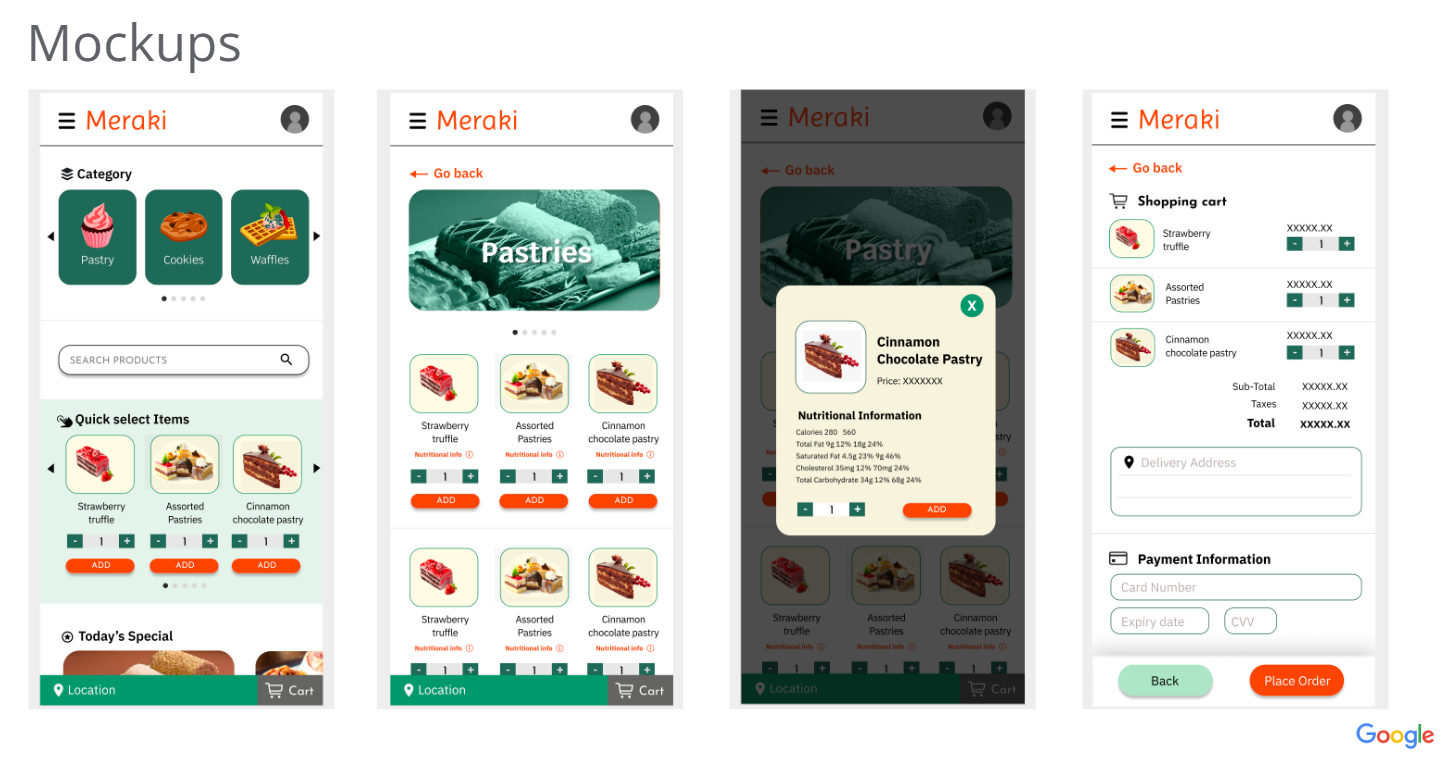 Mockups
Meraki
Category
Pastry
Cookies
Waffles
SEARCH PRODUCTS
Quick select Items
Strawberry
truffle
Assorted
Pastries
Cinnamon
chocolate pastry
- 1 +
- 1 +
- 1 +
ADD
ADD
ADD
Today's Special
Location
Cart
Meraki
Go back
Pastries
Strawberry
truffle
Assorted
Pastries
Cinnamon
chocolate pastry
Nutritional info
Nutritional info
Nutritional info
- 1 +
- 1 +
- 1 +
ADD
ADD
ADD
Strawberry
truffle
Assorted
Pastries
Cinnamon
chocolate pastry
Nutritional info
Nutritional info
Nutritional info
- 1 +
- 1 +
- 1 +
Location
Cart
Meraki
Go back
Pastry
X
Cinnamon
Chocolate Pastry
Price: XXXXXXX
Nutritional Information
Calories 280 560
Total Fat 9g 12% 18g 24%
Saturated Fat 4.5g 23% 9g 46%
Cholesterol 35mg 12% 70mg 24%
Total Carbohydrate 34g 12% 68g 24%
- 1 +
ADD
Strawberry
truffle
Assorted
Pastries
Cinnamon
chocolate pastry
Nutritional info
Nutritional info
Nutritional info
- 1 +
- 1 +
- 1 +
Location
Cart
Meraki
Go back
Shopping cart
Strawberry
truffle
XXXXX.XX
- 1 +
Assorted
Pastries
XXXXX.XX
- 1 +
Cinnamon
chocolate pastry
XXXXX.XX
- 1 +
Sub-Total XXXXX.XX
Taxes XXXXX.XX
Total xxxxx.xx
Delivery Address
Payment Information
Card Number
Expiry date
CVV
Back
Place Order
Google